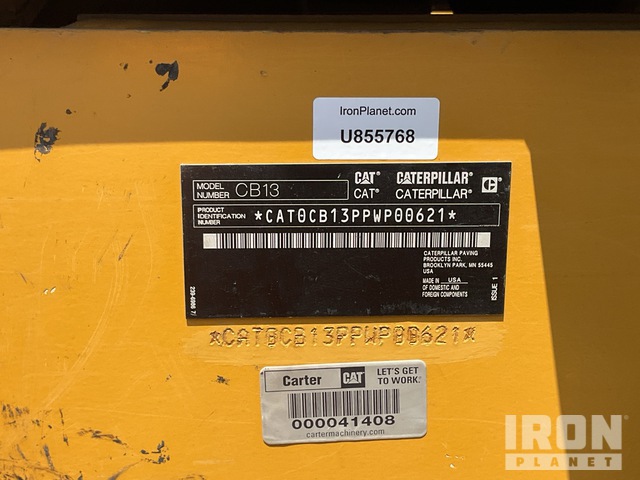 IronPlanet.com
U855768
MODEL NUMBER CB13
CAT® CATERPILLAR®
CAT® CATERPILLAR®
PRODUCT IDENTIFICATION NUMBER *CAT0CB13PPWP00621*
CATERPILLAR PAVING
PRODUCTS INC.
BROOKLYN PARK, MN 55445
USA
MADE IN USA
OF DOMESTIC AND
FOREIGN COMPONENTS
ISSUE 1
*CAT0CB13PPWP00621*
Carter CAT LET'S GET TO WORK.
000041408
cartermachinery.com
IRON
PLANET